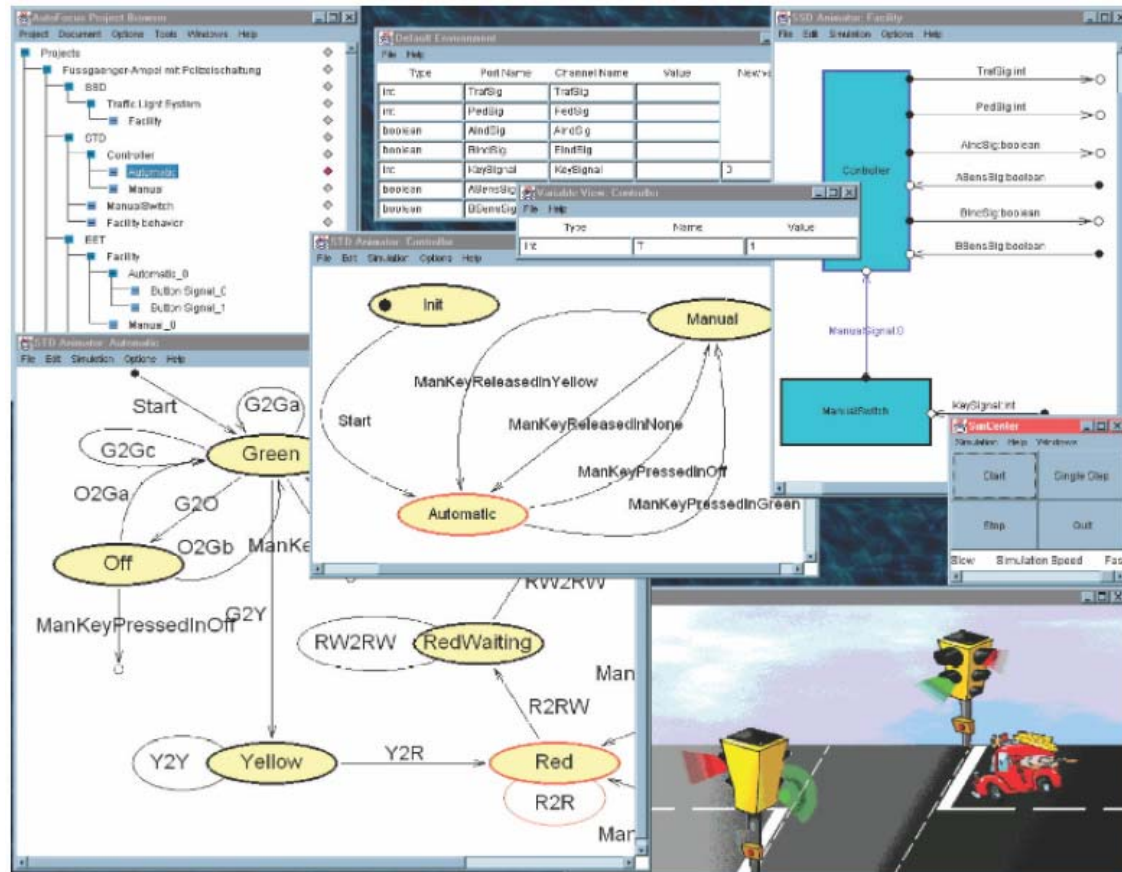 AutoFocus Project Browser
Project Document Options Tools Windows Help
Projects
Fussgaenger-Ampel mit Polizeischaltung
SSD
Traffic Light System
Facility
STD
Controller
Automatic
Manual
ManualSwitch
Facility behavior
EET
Facility
Automatic_0
Button Signal_0
Button Signal_1
Manual_0
Default Environment
File Help
Type Port Name Channel Name Value
int TrafSig TrafSig
int PedSig PedSig
boolean AIndSig AIndSig
boolean BIndSig BIndSig
int KeySignal KeySignal 0
boolean ASensSig
boolean BSensSig
Variable View: Controller
File Help
Type Name Value
int T 1
SSD Animator: Facility
File Edit Simulation Options Help
TrafSig:int
PedSig:int
AIndSig:boolean
Controller
ASensSig:boolean
BIndSig:boolean
BSensSig:boolean
ManualSignal:0
ManualSwitch
KeySignal:int
STD Animator: Controller
File Edit Simulation Options Help
Init
Manual
ManKeyReleasedInYellow
Start
ManKeyReleasedInNone
ManKeyPressedInOff
ManKeyPressedInGreen
Automatic
STD Animator: Automatic
File Edit Simulation Options Help
Start
G2Ga
G2Gc
Green
O2Ga
G2O
O2Gb
ManKe
Off
G2Y
ManKeyPressedInOff
RW2RW
RW2RW
RedWaiting
Man
R2RW
Y2Y
Yellow
Y2R
Red
R2R
Man
SimCenter
Simulation Help Windows
Start Single Step
Stop Quit
Slow Simulation Speed Fas